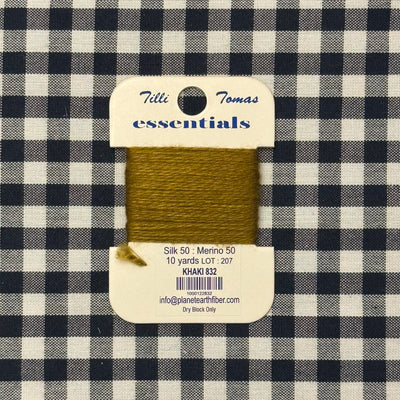 Tilli Tomas
essentials
Silk 50 : Merino 50
10 yards LOT : 207
KHAKI 832
1000122832
info@planetearthfiber.com
Dry Block Only